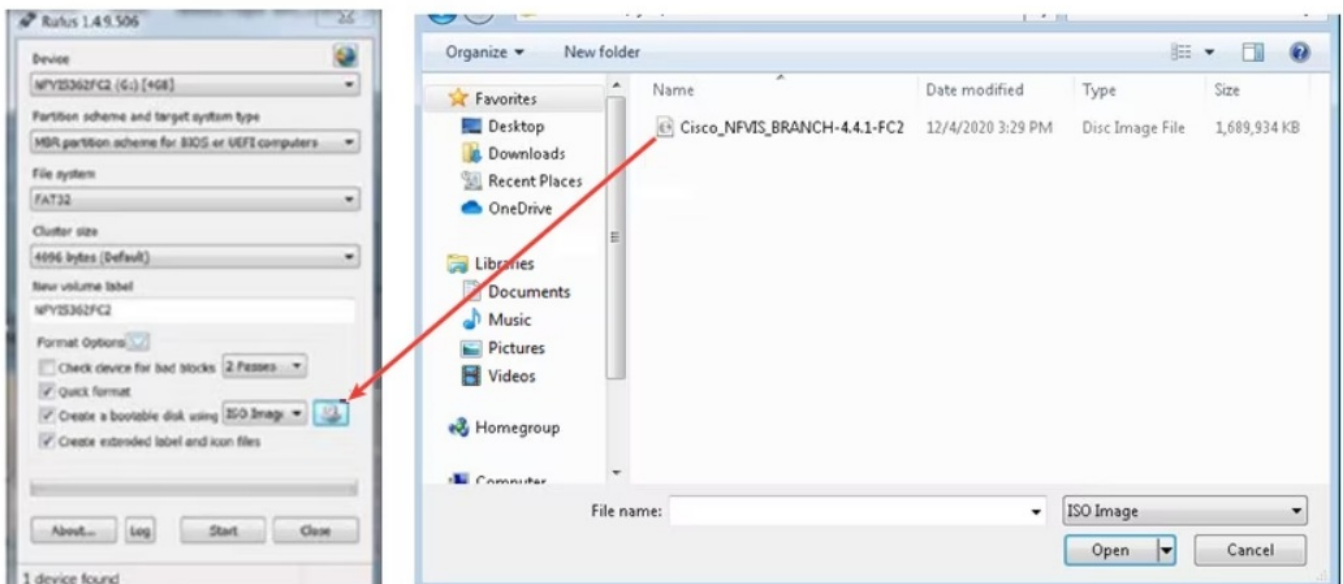 Rufus 1.4.9.506
Device
NFVIS362FC2 (G:) [4GB]
Partition scheme and target system type
MBR partition scheme for BIOS or UEFI computers
File system
FAT32
Cluster size
4096 bytes (Default)
New volume label
NFVIS362FC2
Format Options
Check device for bad blocks 2 Passes
Quick format
Create a bootable disk using ISO Image
Create extended label and icon files
About... Log Start Close
1 device found
Organize New folder
Favorites
Desktop
Downloads
Recent Places
OneDrive
Libraries
Documents
Music
Pictures
Videos
Homegroup
Computer
Name Date modified Type Size
Cisco_NFVIS_BRANCH-4.4.1-FC2 12/4/2020 3:29 PM Disc Image File 1,689,934 KB
File name: ISO Image
Open Cancel